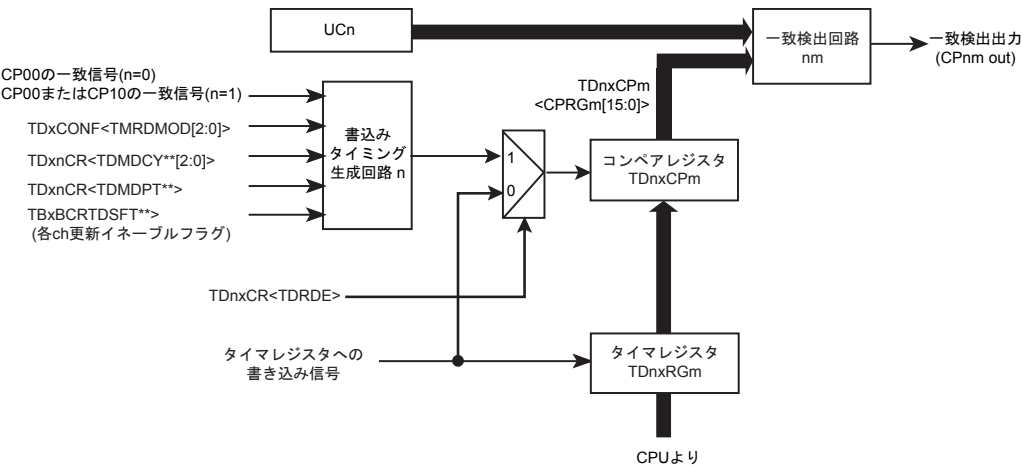 UCn
一致検出回路
nm
一致検出出力
(CPnm out)
CP00の一致信号(n=0)
CP00またはCP10の一致信号(n=1)
TDnxCPm
<CPRGm[15:0]>
TDxCONF<TMRDMOD[2:0]>
TDxnCR<TDMDCY**[2:0]>
TDxnCR<TDMDPT**>
TBxBCRTDSFT**>
(各ch更新イネーブルフラグ)
書込み
タイミング
生成回路 n
1
0
コンペアレジスタ
TDnxCPm
TDnxCR<TDRDE>
タイマレジスタへの
書き込み信号
タイマレジスタ
TDnxRGm
CPUより